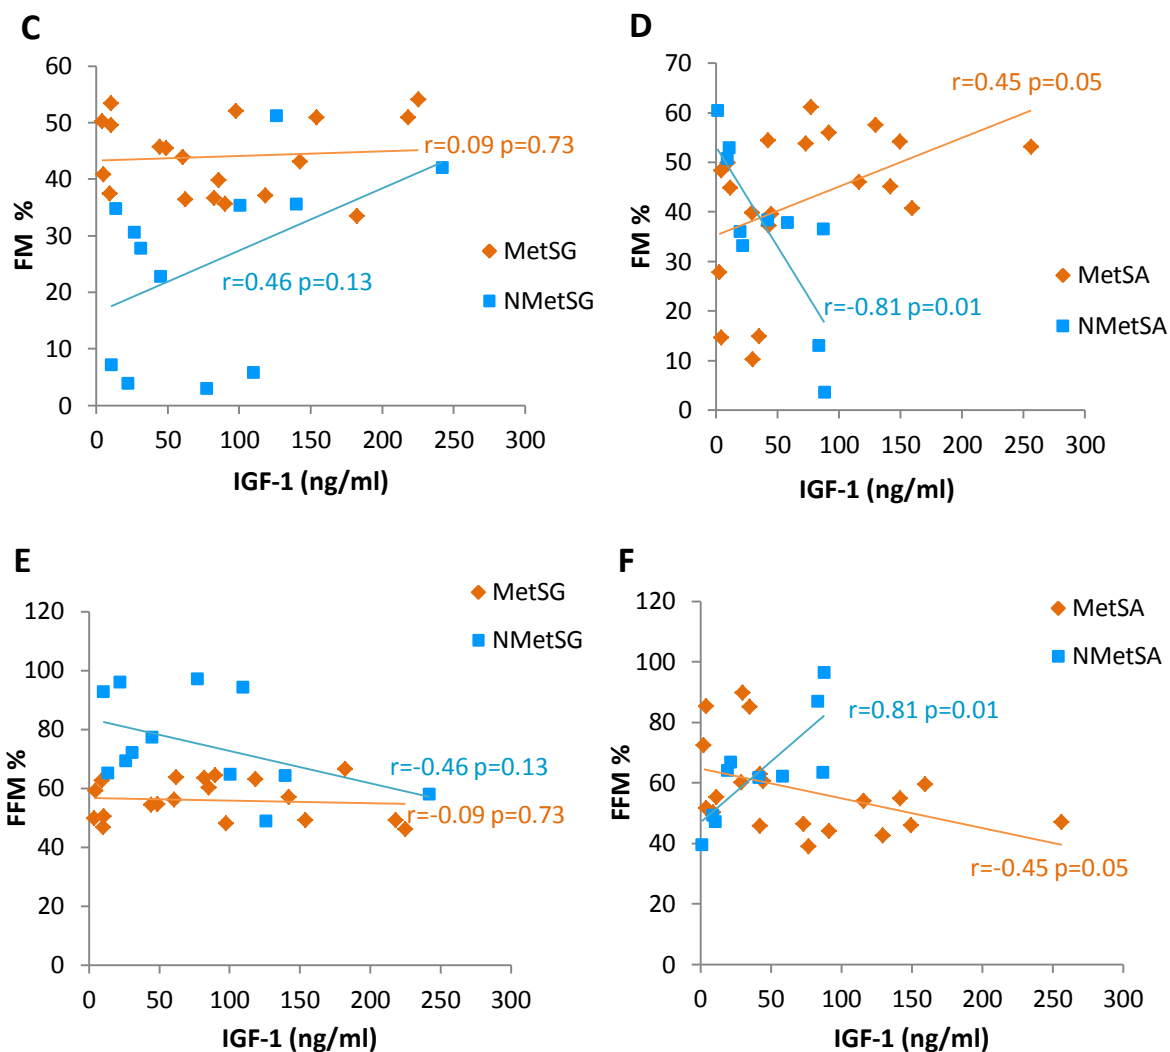 C
60
50
40
30
20
10
0
0 50 100 150 200 250 300
FM %
IGF-1 (ng/ml)
r=0.09 p=0.73
r=0.46 p=0.13
MetSG
NMetSG
D
70
60
50
40
30
20
10
0
0 50 100 150 200 250 300
FM %
IGF-1 (ng/ml)
r=0.45 p=0.05
r=-0.81 p=0.01
MetSA
NMetSA
E
MetSG
NMetSG
120
100
80
60
40
20
0
0 50 100 150 200 250 300
FFM %
IGF-1 (ng/ml)
r=-0.46 p=0.13
r=-0.09 p=0.73
F
MetSA
NMetSA
120
100
80
60
40
20
0
0 50 100 150 200 250 300
FFM %
IGF-1 (ng/ml)
r=0.81 p=0.01
r=-0.45 p=0.05